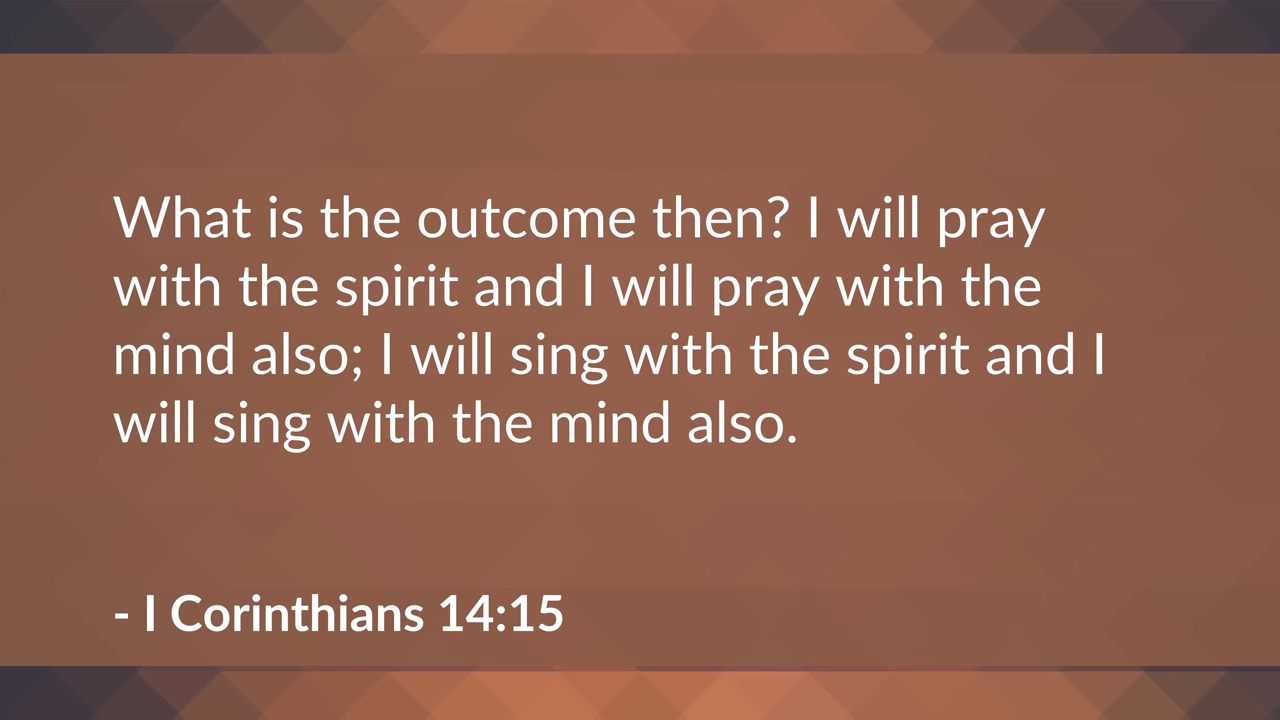 What is the outcome then? I will pray
with the spirit and I will pray with the
mind also; I will sing with the spirit and I
will sing with the mind also.
- I Corinthians 14:15